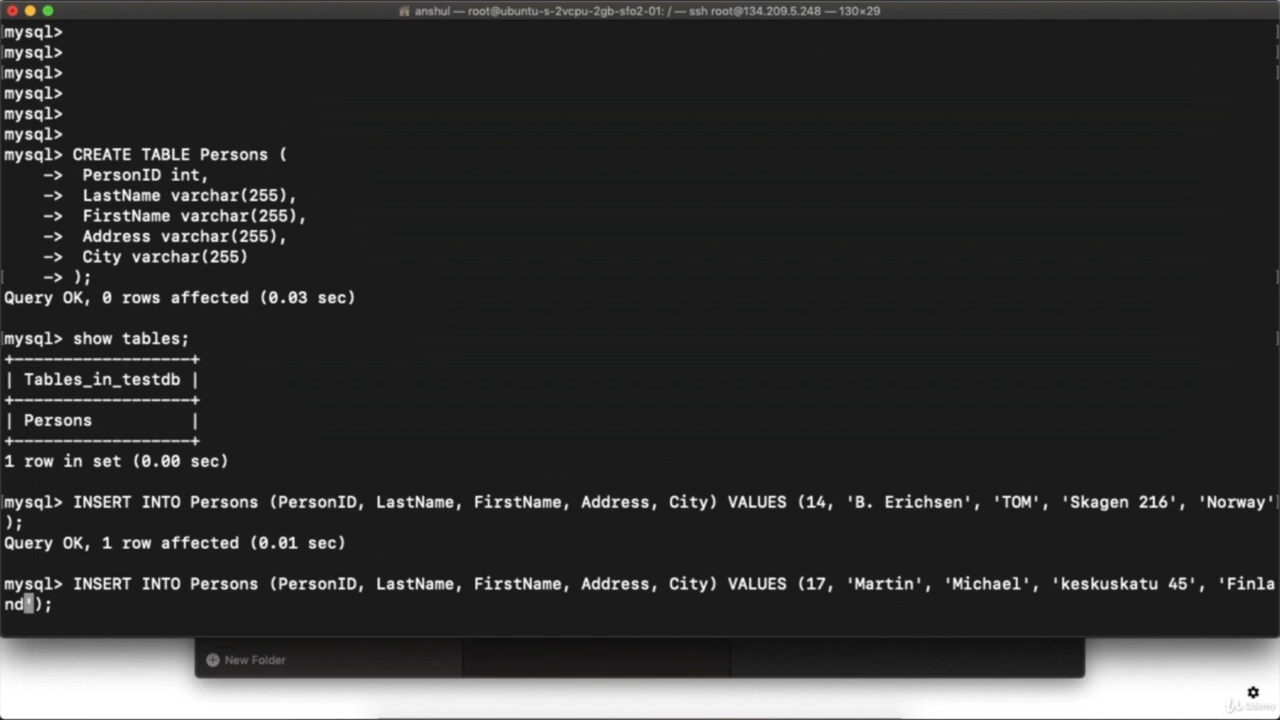 anshul — root@ubuntu-s-2vcpu-2gb-sfo2-01: / — ssh root@134.209.5.248 — 130×29
mysql>
mysql>
mysql>
mysql>
mysql>
mysql>
mysql> CREATE TABLE Persons (
    ->  PersonID int,
    ->  LastName varchar(255),
    ->  FirstName varchar(255),
    ->  Address varchar(255),
    ->  City varchar(255)
    -> );
Query OK, 0 rows affected (0.03 sec)
mysql> show tables;
+------------------+
| Tables_in_testdb |
+------------------+
| Persons          |
+------------------+
1 row in set (0.00 sec)
mysql> INSERT INTO Persons (PersonID, LastName, FirstName, Address, City) VALUES (14, 'B. Erichsen', 'TOM', 'Skagen 216', 'Norway'
);
Query OK, 1 row affected (0.01 sec)
mysql> INSERT INTO Persons (PersonID, LastName, FirstName, Address, City) VALUES (17, 'Martin', 'Michael', 'keskuskatu 45', 'Finla
nd');
New Folder
Udemy